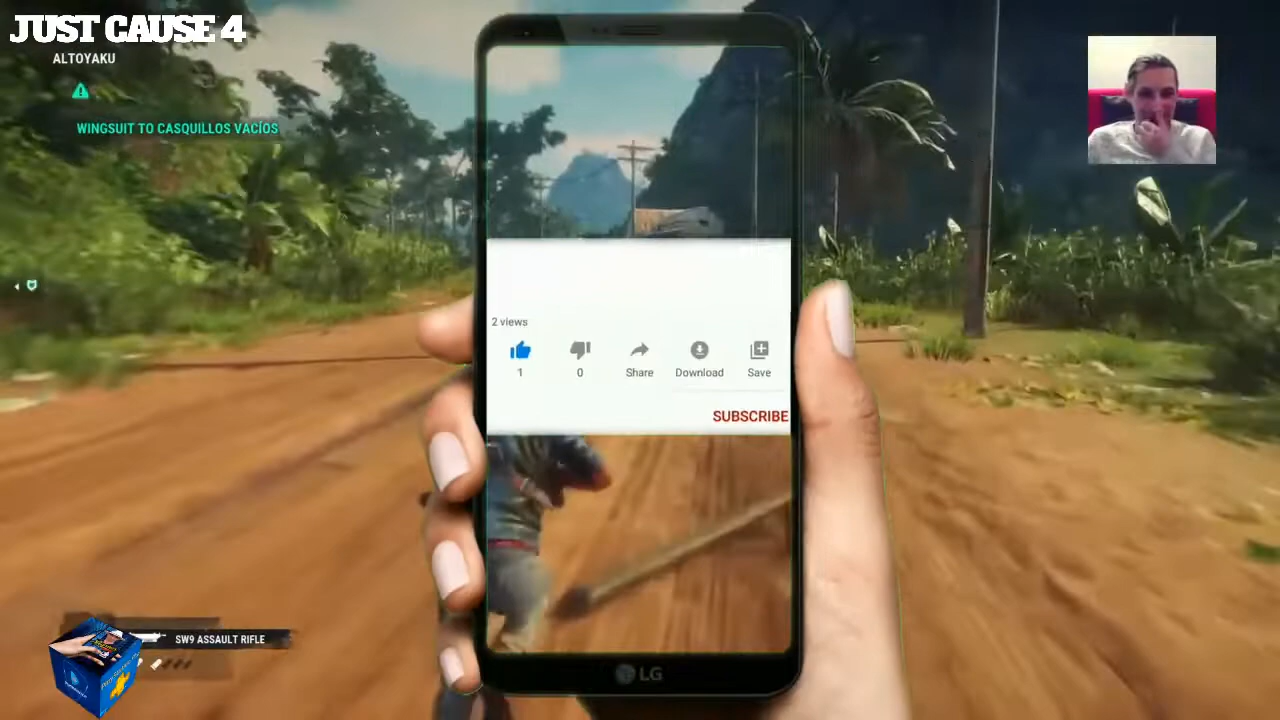 JUST CAUSE 4
ALTOYAKU
WINGSUIT TO CASQUILLOS VACÍOS
2 views
1
0
Share
Download
Save
SUBSCRIBE
SW9 ASSAULT RIFLE
LG